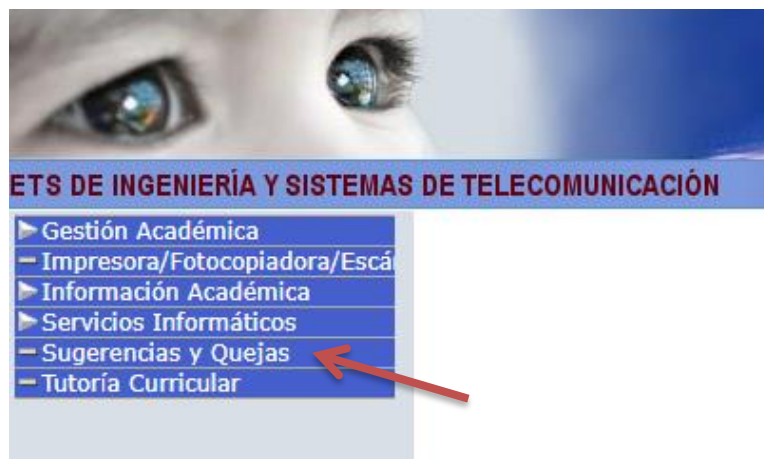 ETS DE INGENIERÍA Y SISTEMAS DE TELECOMUNICACIÓN
Gestión Académica
Impresora/Fotocopiadora/Escá
Información Académica
Servicios Informáticos
Sugerencias y Quejas
Tutoría Curricular